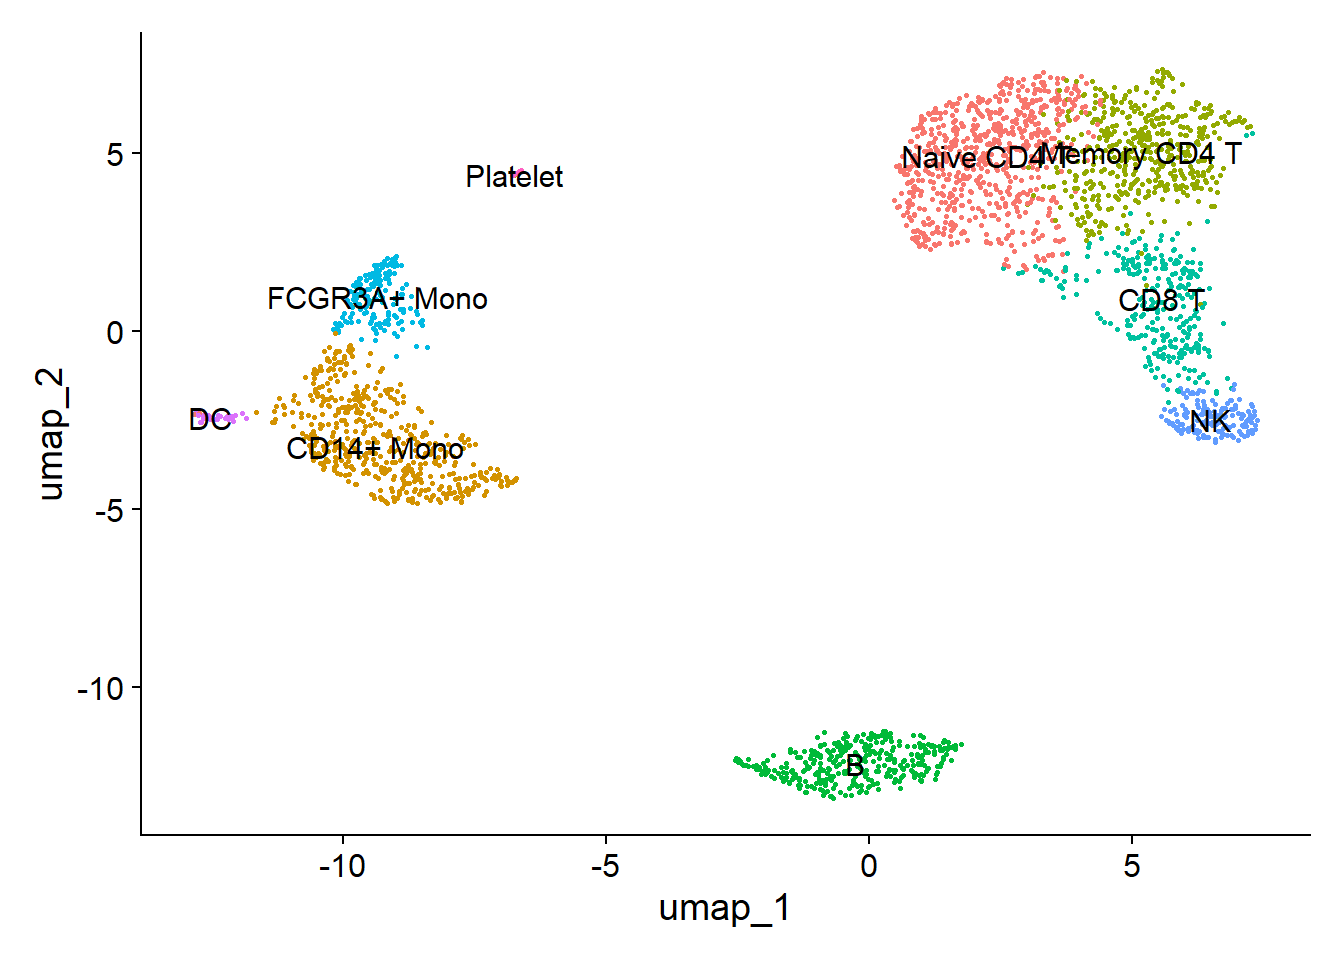 5
0
-5
-10
umap_2
Platelet
Naive CD4 T
Memory CD4 T
FCGR3A+ Mono
CD8 T
DC
CD14+ Mono
NK
B
-10
-5
0
5
umap_1